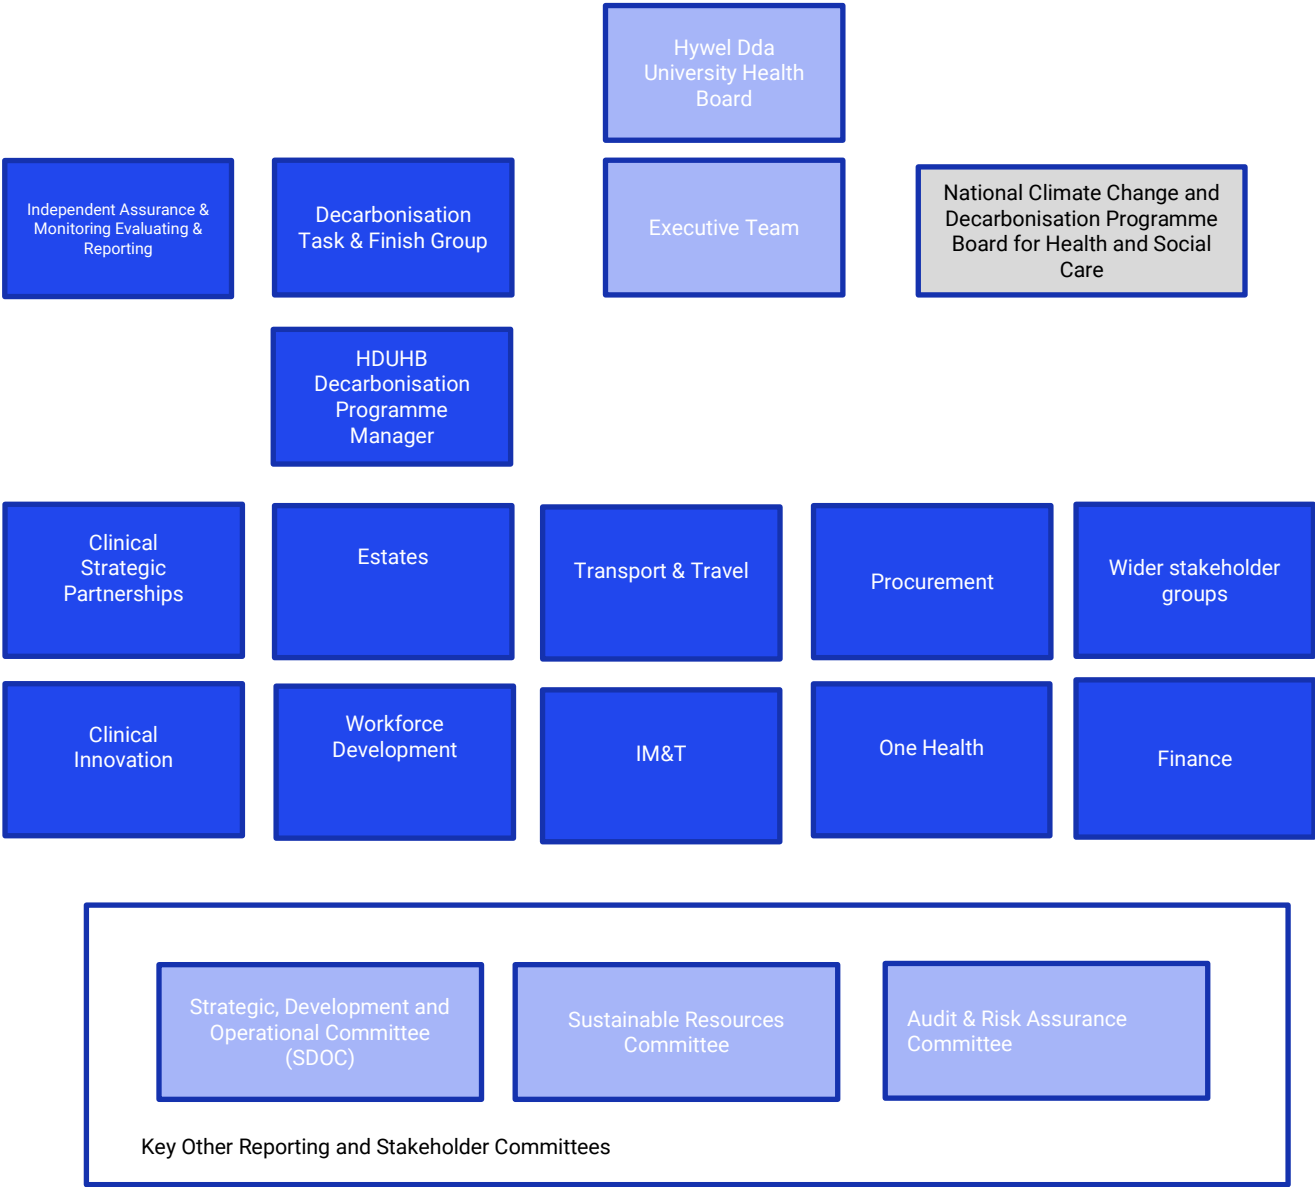 Hywel Dda
University Health
Board
Independent Assurance &
Monitoring Evaluating &
Reporting
Decarbonisation
Task & Finish Group
Executive Team
National Climate Change and
Decarbonisation Programme
Board for Health and Social
Care
HDUHB
Decarbonisation
Programme
Manager
Clinical
Strategic
Partnerships
Estates
Transport & Travel
Procurement
Wider stakeholder
groups
Clinical
Innovation
Workforce
Development
IM&T
One Health
Finance
Strategic, Development and
Operational Committee
(SDOC)
Sustainable Resources
Committee
Audit & Risk Assurance
Committee
Key Other Reporting and Stakeholder Committees